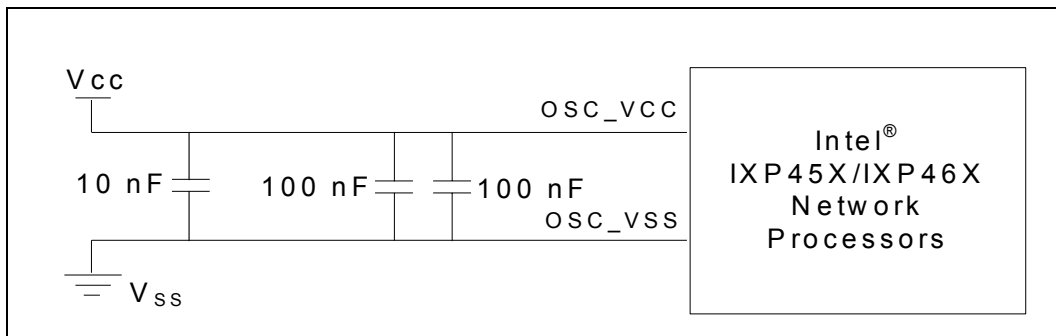 Vcc
OSC_VCC
10 nF
100 nF
100 nF
OSC_VSS
VSS
Intel®
IXP45X/IXP46X
Network
Processors